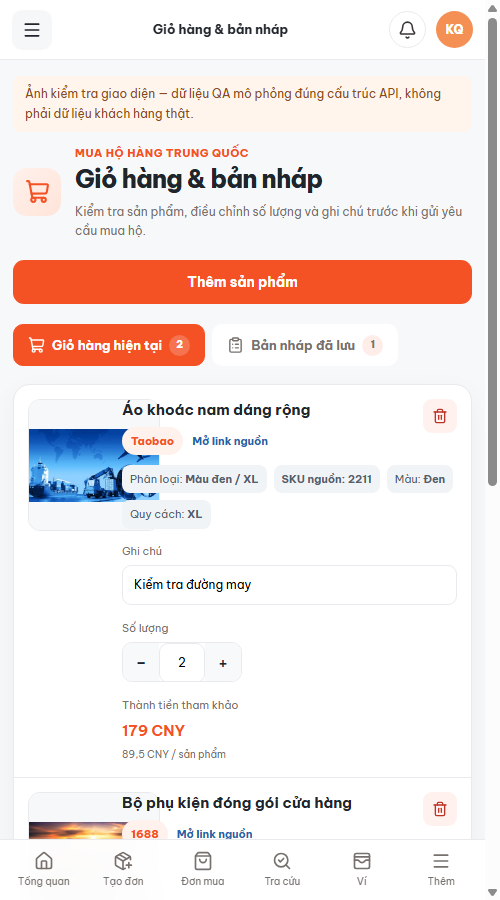 Giỏ hàng & bản nháp
KQ
Ảnh kiểm tra giao diện — dữ liệu QA mô phỏng đúng cấu trúc API, không
phải dữ liệu khách hàng thật.
MUA HỘ HÀNG TRUNG QUỐC
Giỏ hàng & bản nháp
Kiểm tra sản phẩm, điều chỉnh số lượng và ghi chú trước khi gửi yêu
cầu mua hộ.
Thêm sản phẩm
Giỏ hàng hiện tại 2
Bản nháp đã lưu 1
Áo khoác nam dáng rộng
Taobao Mở link nguồn
Phân loại: Màu đen / XL SKU nguồn: 2211 Màu: Đen
Quy cách: XL
Ghi chú
Kiểm tra đường may
Số lượng
− 2 +
Thành tiền tham khảo
179 CNY
89,5 CNY / sản phẩm
Bộ phụ kiện đóng gói cửa hàng
1688 Mở link nguồn
Tổng quan Tạo đơn Đơn mua Tra cứu Ví Thêm